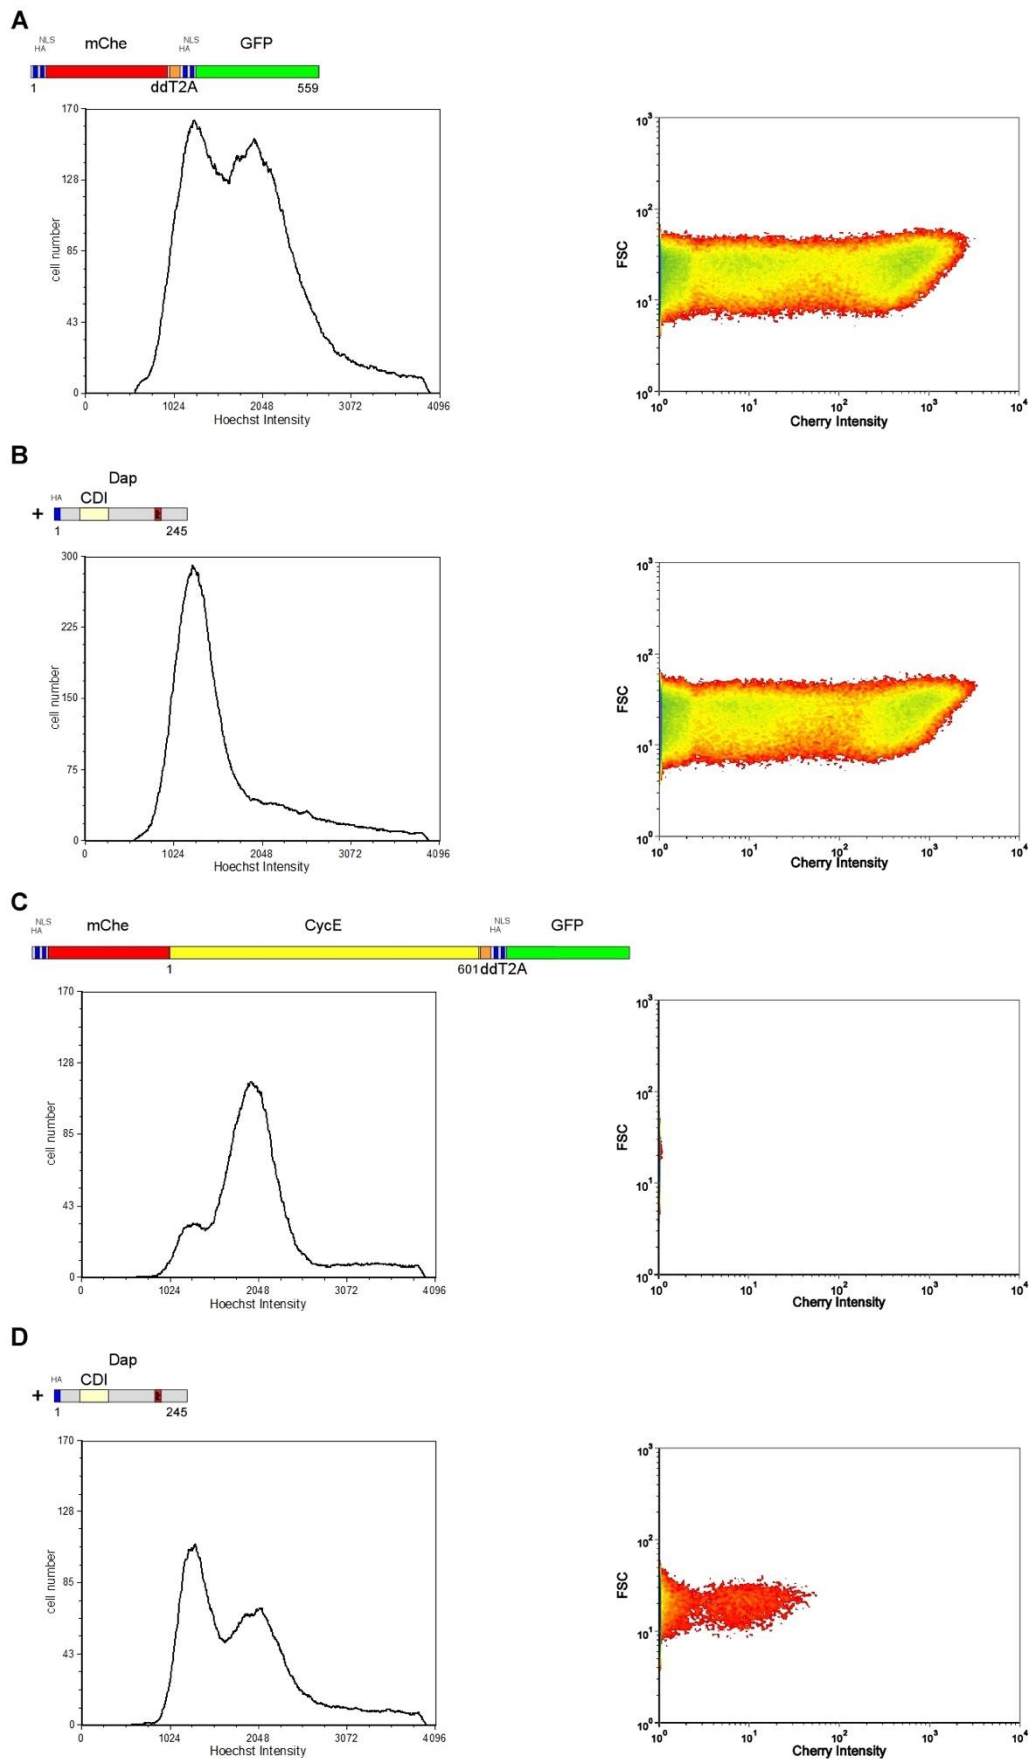 A
NLS NLS
HA mChe HA GFP
1 ddT2A 559
170
128
85
43
0
cell number
0 1024 2048 3072 4096
Hoechst Intensity
10³
10²
10¹
10⁰
FSC
10⁰ 10¹ 10² 10³ 10⁴
Cherry Intensity
B
Dap
HA CDI
+
1 245
300
225
150
75
0
cell number
0 1024 2048 3072 4096
Hoechst Intensity
10³
10²
10¹
10⁰
FSC
10⁰ 10¹ 10² 10³ 10⁴
Cherry Intensity
C
NLS NLS
HA mChe CycE HA GFP
1 601 ddT2A
170
128
85
43
0
cell number
0 1024 2048 3072 4096
Hoechst Intensity
10³
10²
10¹
10⁰
FSC
10⁰ 10¹ 10² 10³ 10⁴
Cherry Intensity
D
Dap
HA CDI
+
1 245
170
128
85
43
0
cell number
0 1024 2048 3072 4096
Hoechst Intensity
10³
10²
10¹
10⁰
FSC
10⁰ 10¹ 10² 10³ 10⁴
Cherry Intensity